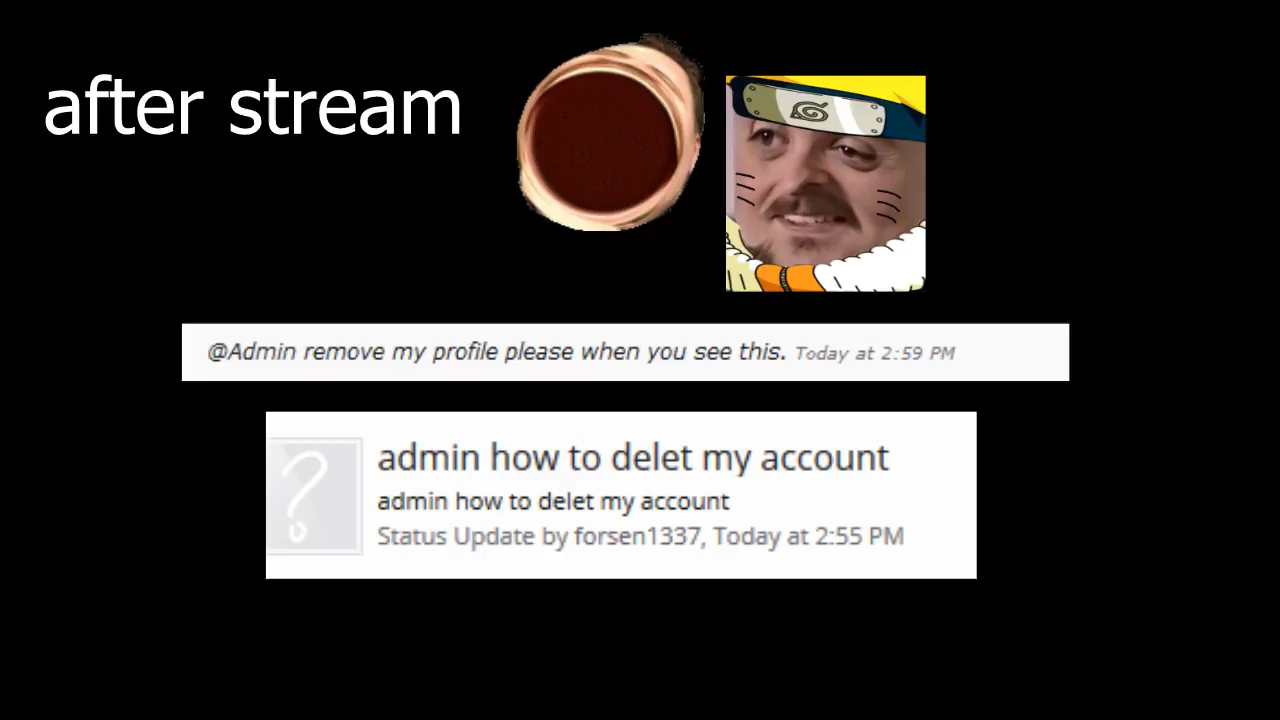 after stream
@Admin remove my profile please when you see this. Today at 2:59 PM
admin how to delet my account
admin how to delet my account
Status Update by forsen1337, Today at 2:55 PM